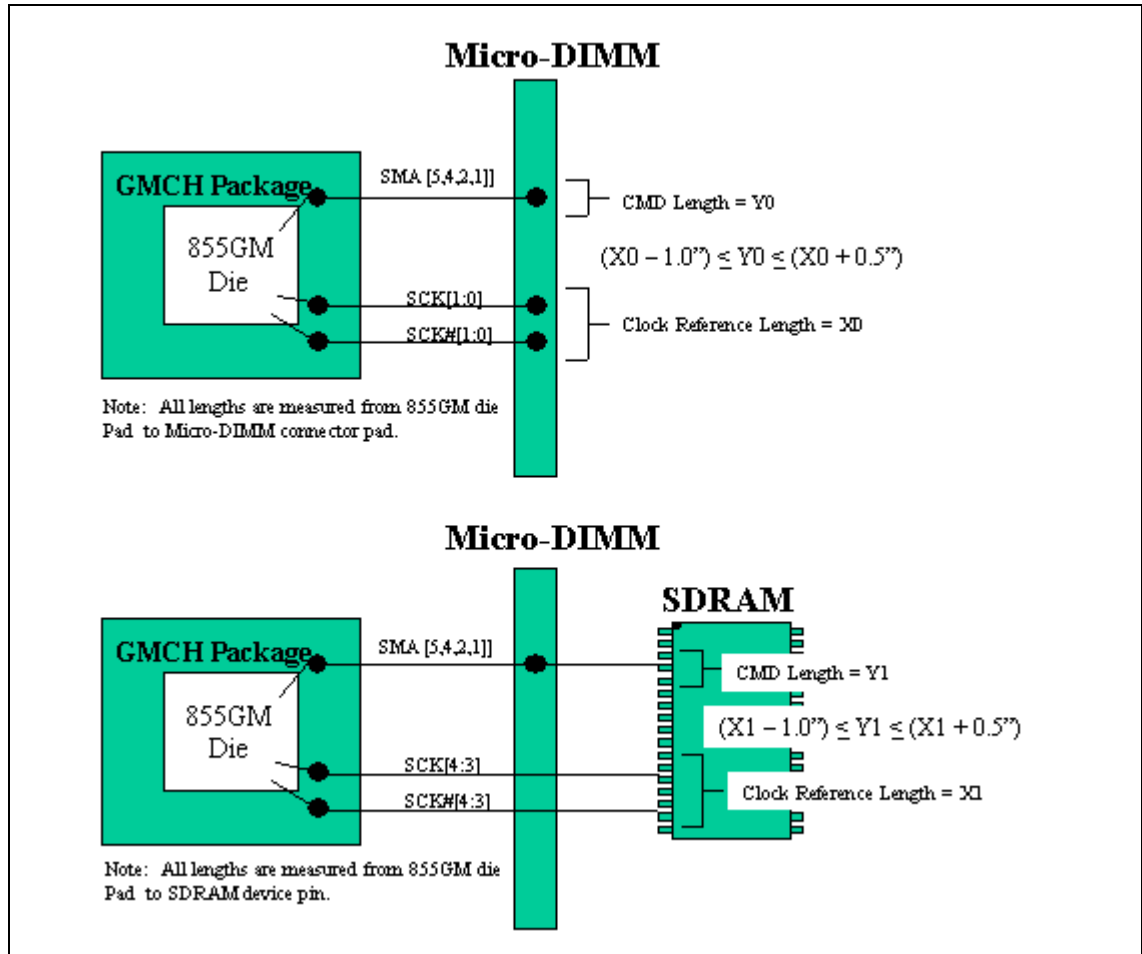 Micro-DIMM
GMCH Package
SMA [5,4,2,1]]
855GM
Die
CMD Length = Y0
(X0 – 1.0”) ≤ Y0 ≤ (X0 + 0.5”)
SCK[1:0]
SCK#[1:0]
Clock Reference Length = X0
Note: All lengths are measured from 855GM die
Pad to Micro-DIMM connector pad.
Micro-DIMM
SDRAM
GMCH Package
SMA [5,4,2,1]]
855GM
Die
CMD Length = Y1
(X1 – 1.0”) ≤ Y1 ≤ (X1 + 0.5”)
SCK[4:3]
SCK#[4:3]
Clock Reference Length = X1
Note: All lengths are measured from 855GM die
Pad to SDRAM device pin.